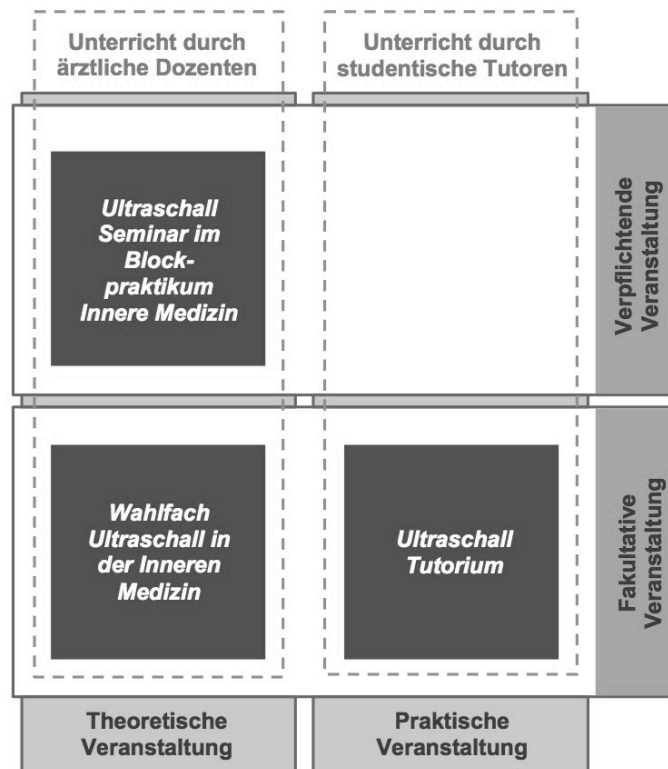 Unterricht durch
ärztliche Dozenten
Unterricht durch
studentische Tutoren
Ultraschall
Seminar im
Block-
praktikum
Innere Medizin
Verpflichtende
Veranstaltung
Wahlfach
Ultraschall in
der Inneren
Medizin
Ultraschall
Tutorium
Fakultative
Veranstaltung
Theoretische
Veranstaltung
Praktische
Veranstaltung